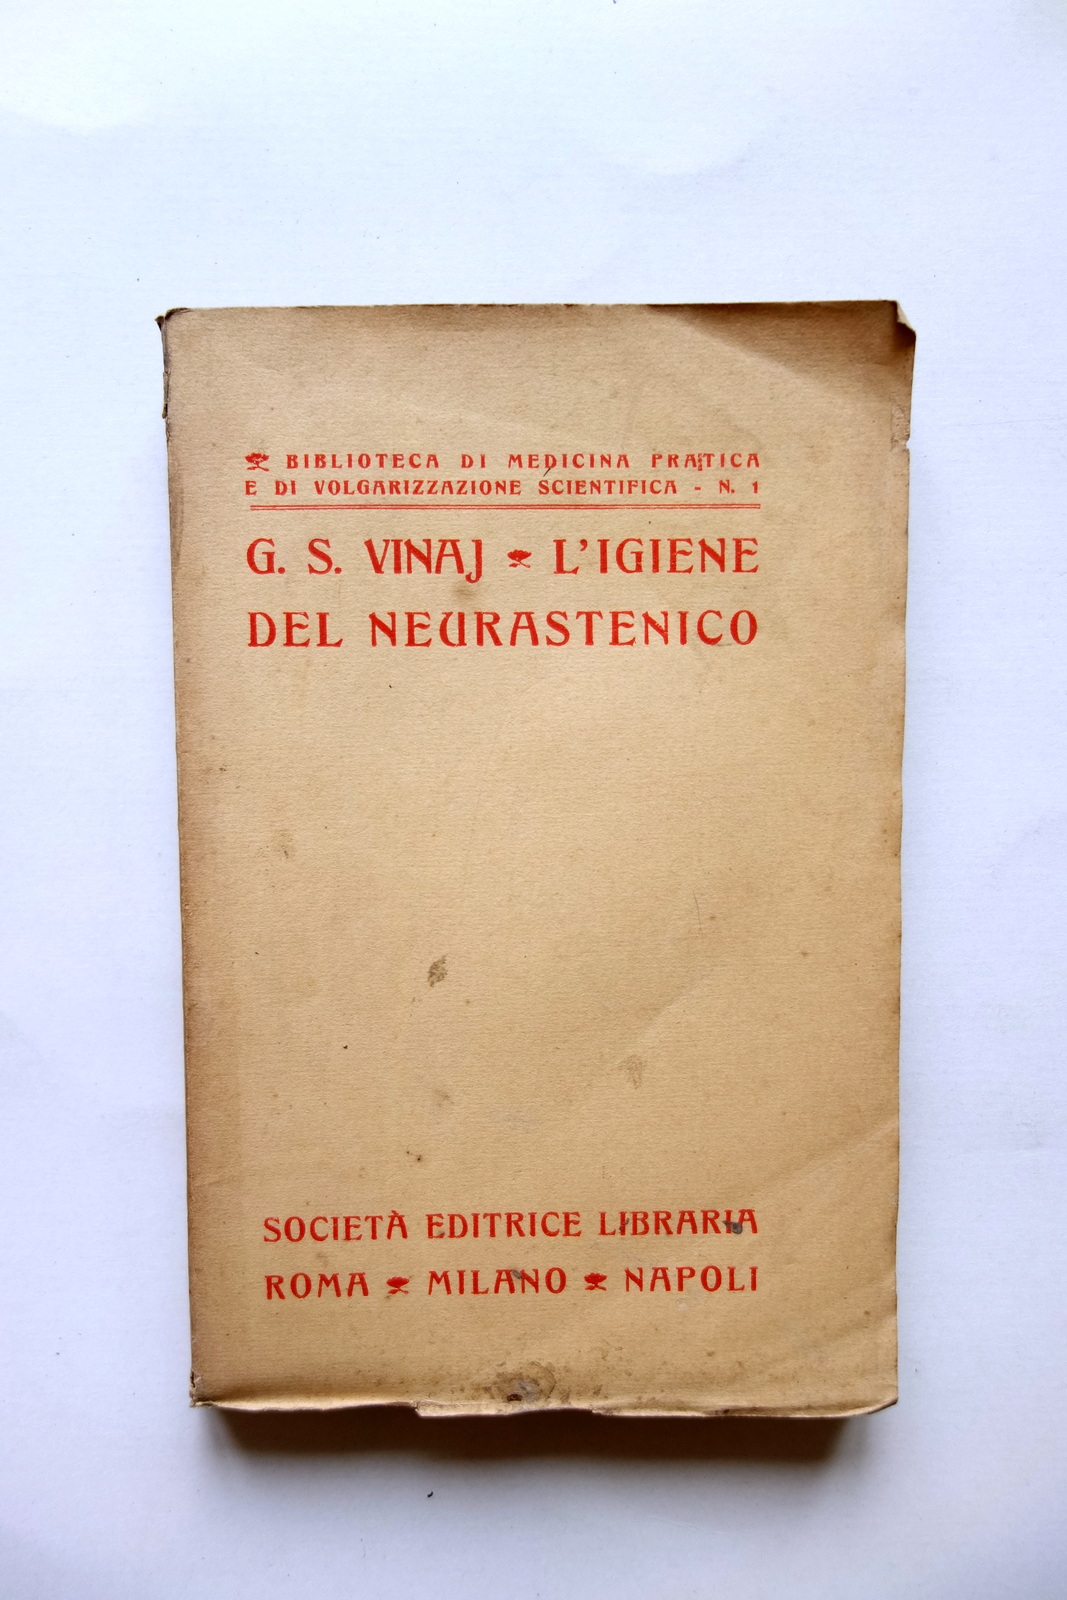 BIBLIOTECA DI MEDICINA PRATICA
E DI VOLGARIZZAZIONE SCIENTIFICA - N. 1
G. S. VINAJ L'IGIENE
DEL NEURASTENICO
SOCIETÀ EDITRICE LIBRARIA
ROMA MILANO NAPOLI